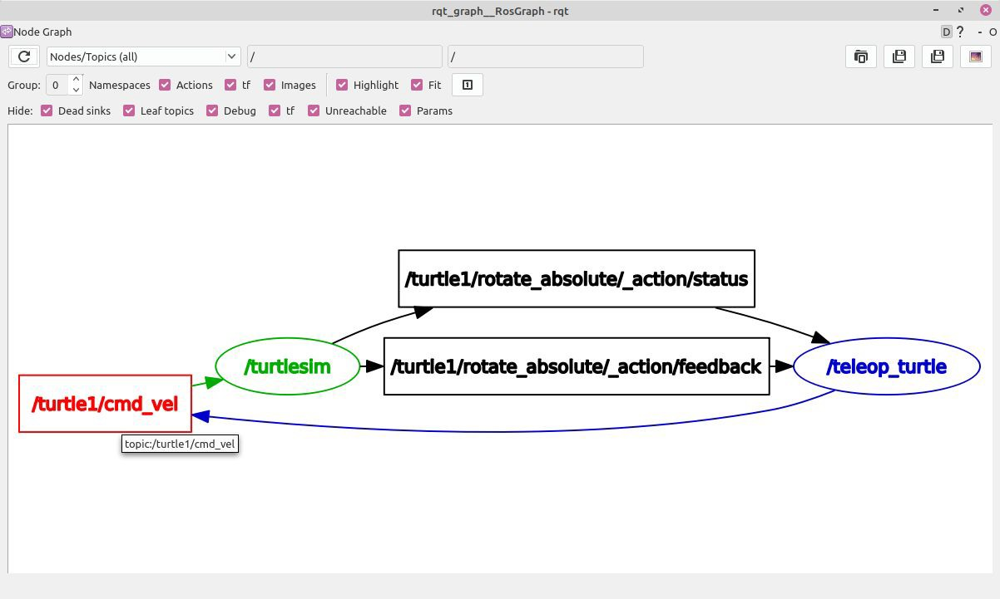 rqt_graph__RosGraph - rqt
Node Graph
D ? - O
Nodes/Topics (all) / /
Group: 0 Namespaces Actions tf Images Highlight Fit 1
Hide: Dead sinks Leaf topics Debug tf Unreachable Params
/turtle1/rotate_absolute/_action/status
/turtlesim
/turtle1/rotate_absolute/_action/feedback
/teleop_turtle
/turtle1/cmd_vel
topic:/turtle1/cmd_vel